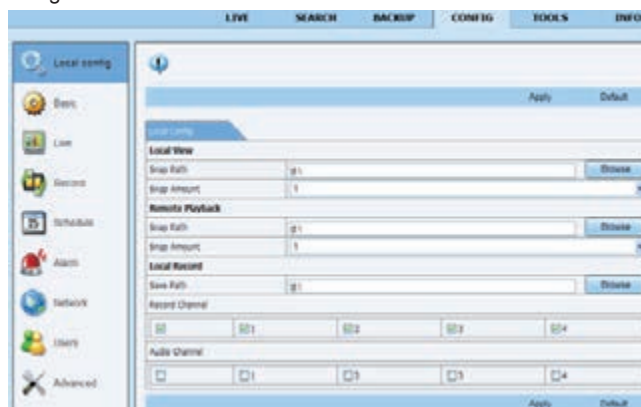 LIVE SEARCH BACKUP CONFIG TOOLS INFO
Local config
Basic
Live
Record
Schedule
Alarm
Network
Users
Advanced
Apply Default
Local Config
Local View
Snap Path Browse
Snap Amount 1
Remote Playback
Snap Path Browse
Snap Amount 1
Local Record
Save Path Browse
Record Channel
1 2 3 4
Audio Channel
1 3 4
Apply Default